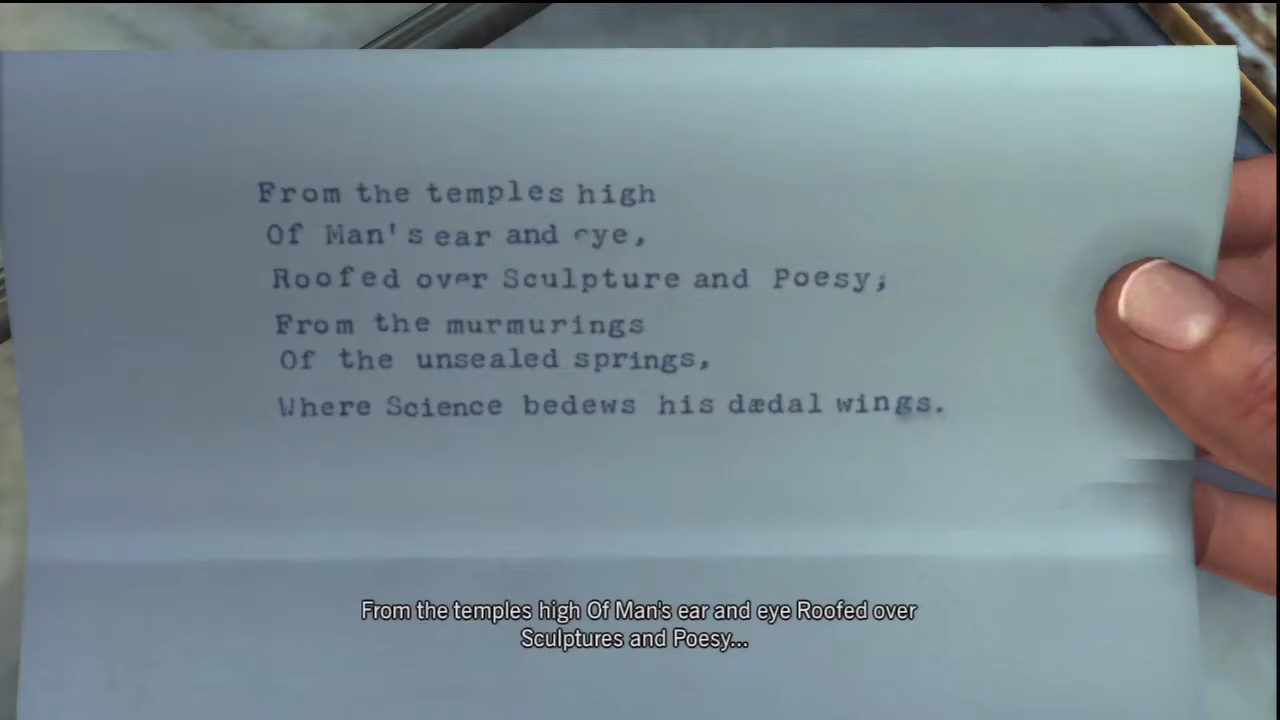 From the temples high
Of Man's ear and eye,
Roofed over Sculpture and Poesy;
From the murmurings
Of the unsealed springs,
Where Science bedews his dædal wings.
From the temples high Of Man's ear and eye Roofed over
Sculptures and Poesy...